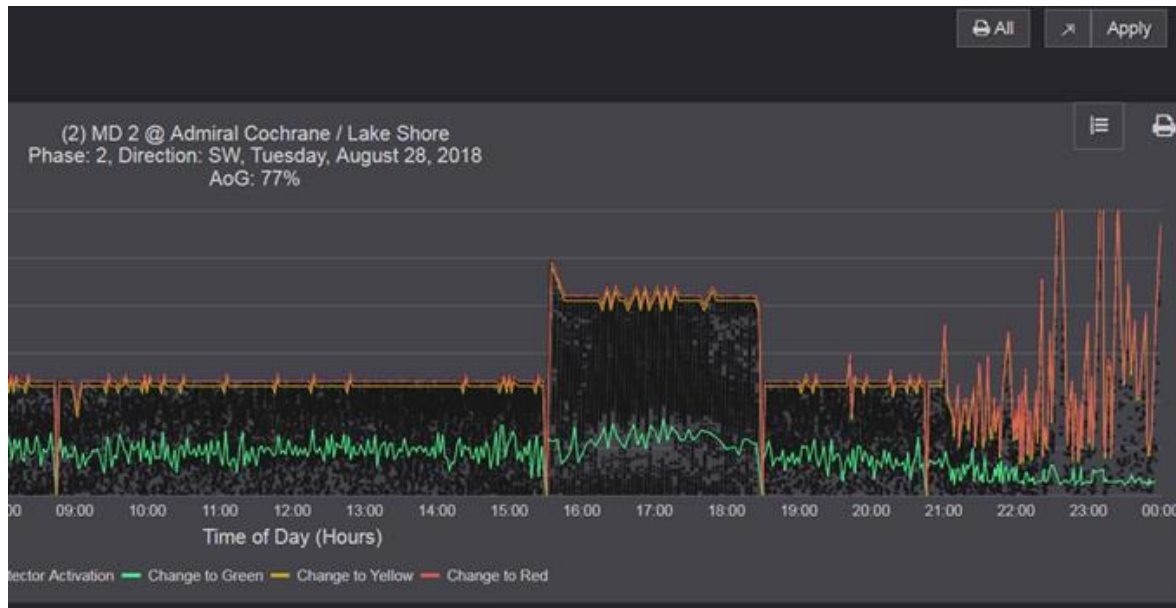 All
Apply
(2) MD 2 @ Admiral Cochrane / Lake Shore
Phase: 2, Direction: SW, Tuesday, August 28, 2018
AoG: 77%
00 09:00 10:00 11:00 12:00 13:00 14:00 15:00 16:00 17:00 18:00 19:00 20:00 21:00 22:00 23:00 00:00
Time of Day (Hours)
tector Activation Change to Green Change to Yellow Change to Red